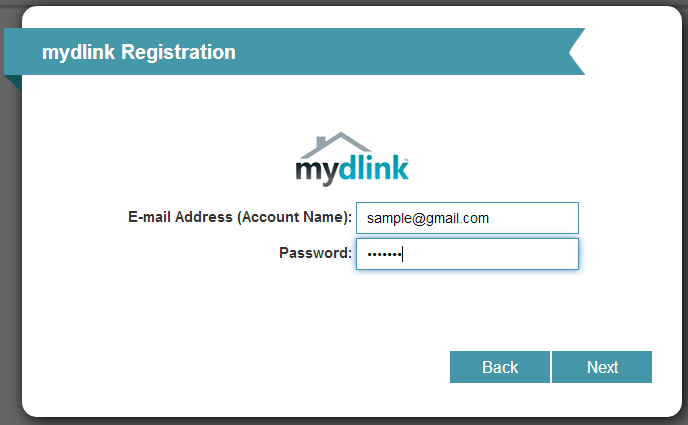 mydlink Registration
mydlink
E-mail Address (Account Name): sample@gmail.com
Password: •••••••
Back Next